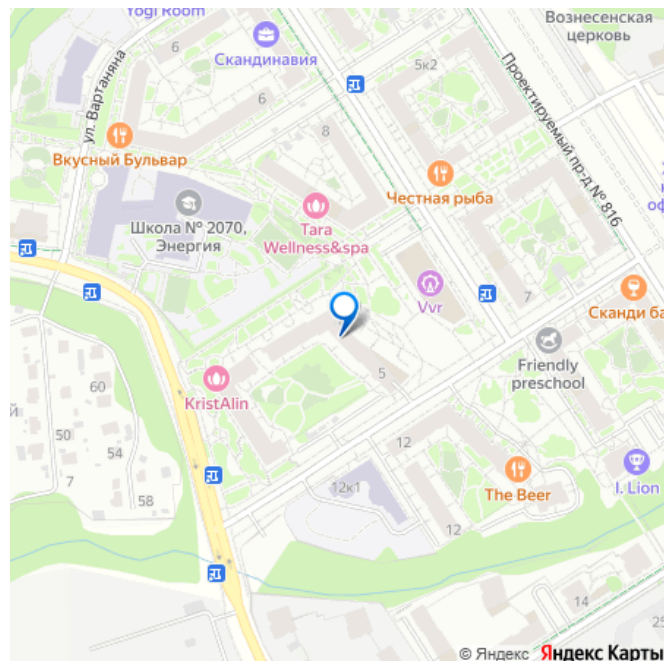 Yogi Room
Вознесенская
церковь
6
Скандинавия
5к2
ул. Вартаняна
6
8
Проектируемый пр-д № 816
Вкусный Бульвар
Честная рыба
Школа № 2070,
Энергия
Tara
Wellness&spa
Vvr
7
Сканди ба
60
KristAlin
5
Friendly
preschool
й
50
54
12
7
58
12к1
The Beer
I. Lion
12
14
© Яндекс Яндекс Карты